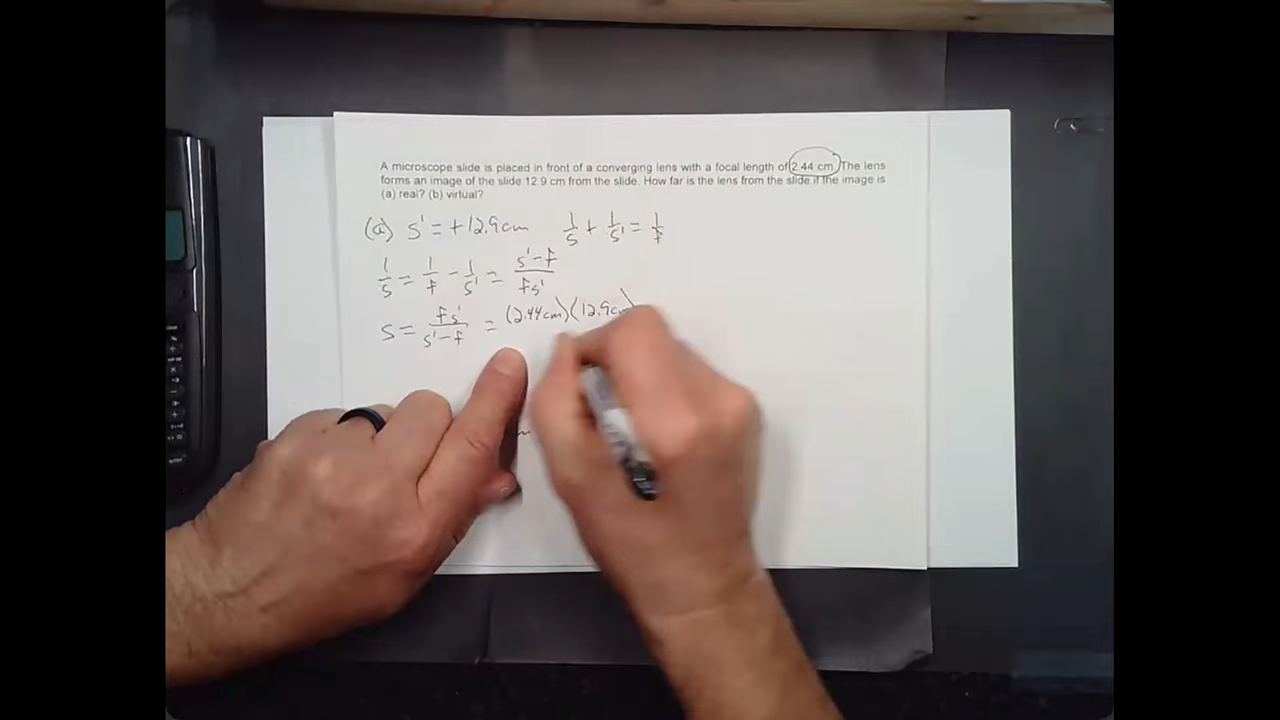 A microscope slide is placed in front of a converging lens with a focal length of 2.44 cm. The lens
forms an image of the slide 12.9 cm from the slide. How far is the lens from the slide if the image is
(a) real? (b) virtual?
(a) s' = +12.9cm 1/s + 1/s' = 1/f
1/s = 1/f - 1/s' = s'-f/fs'
s = fs'/s'-f = (2.44cm)(12.9cm)